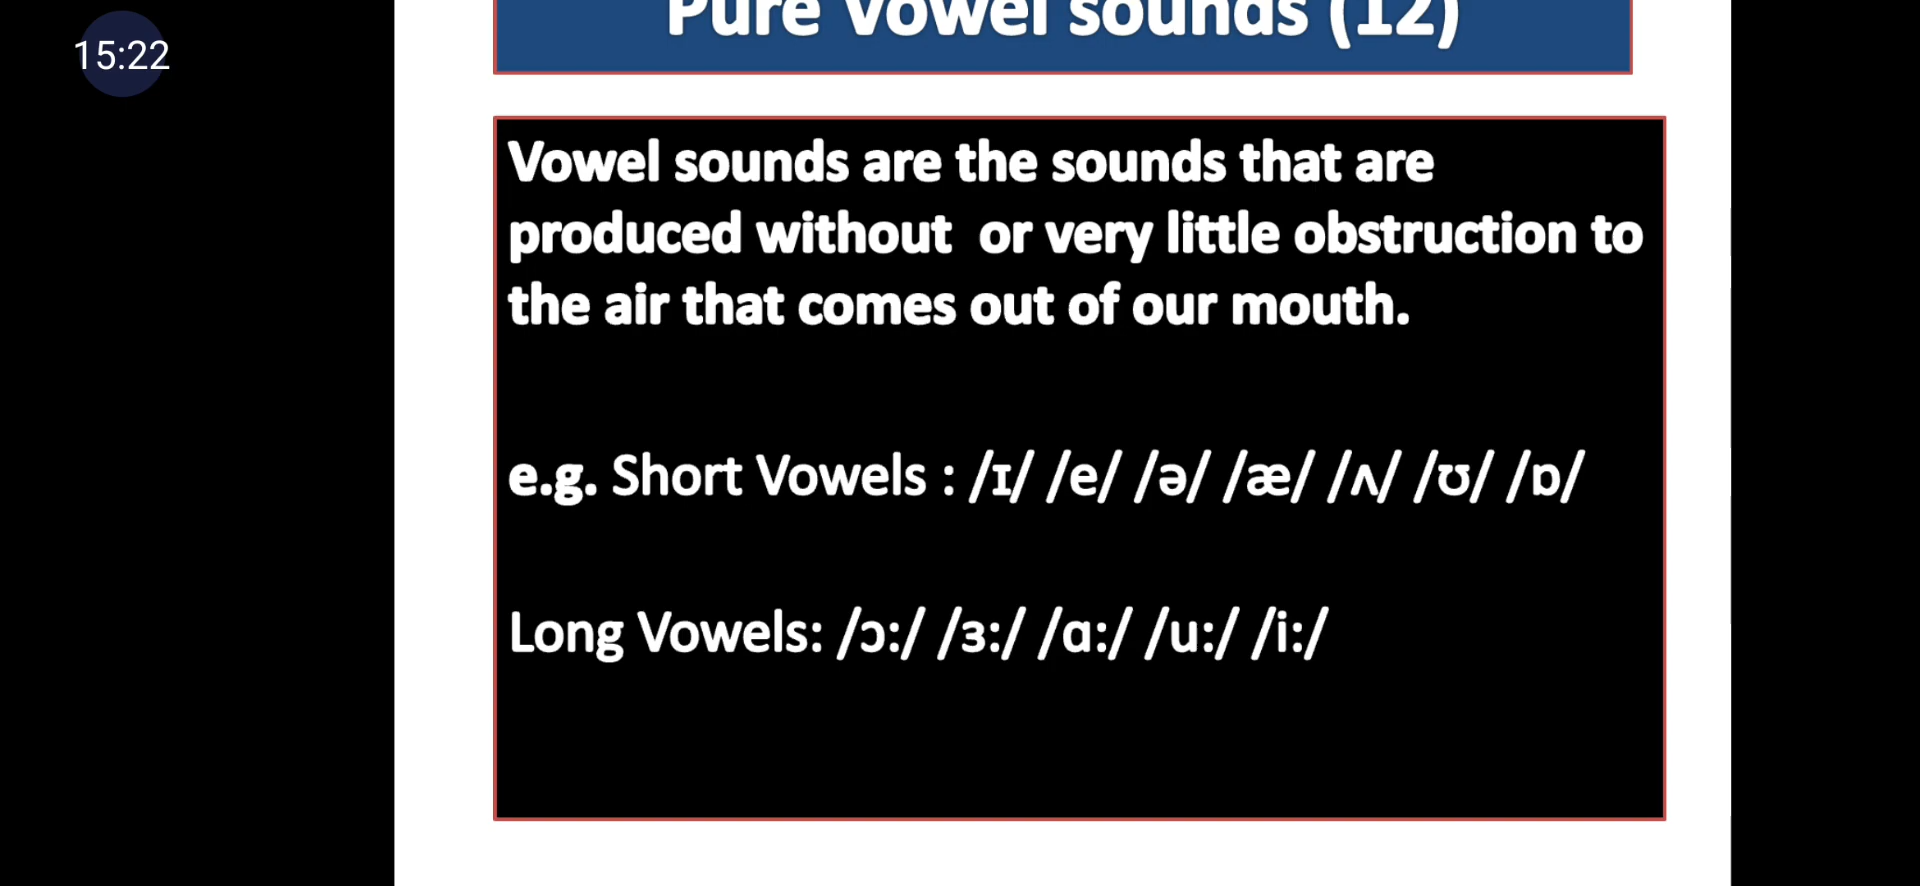 15:22
Pure Vowel sounds (12)
Vowel sounds are the sounds that are
produced without  or very little obstruction to
the air that comes out of our mouth.
e.g. Short Vowels : /ɪ/ /e/ /ə/ /æ/ /ʌ/ /ʊ/ /ɒ/
Long Vowels: /ɔ:/ /ɜ:/ /ɑ:/ /u:/ /i:/